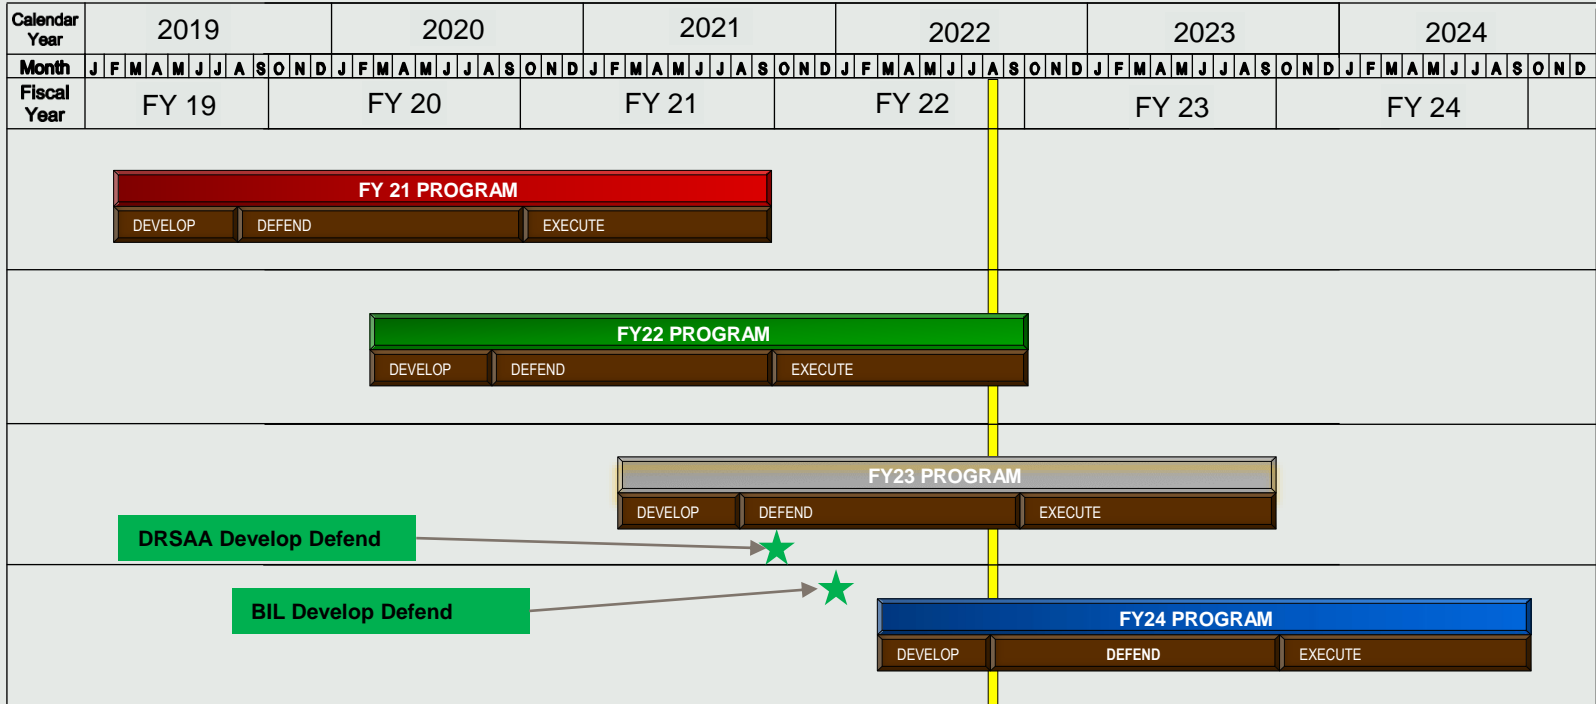 Calendar
Year
2019 2020 2021 2022 2023 2024
Month J F M A M J J A S O N D J F M A M J J A S O N D J F M A M J J A S O N D J F M A M J J A S O N D J F M A M J J A S O N D J F M A M J J A S O N D
Fiscal
Year
FY 19 FY 20 FY 21 FY 22 FY 23 FY 24
FY 21 PROGRAM
DEVELOP DEFEND EXECUTE
FY22 PROGRAM
DEVELOP DEFEND EXECUTE
FY23 PROGRAM
DEVELOP DEFEND EXECUTE
DRSAA Develop Defend
BIL Develop Defend
FY24 PROGRAM
DEVELOP DEFEND EXECUTE